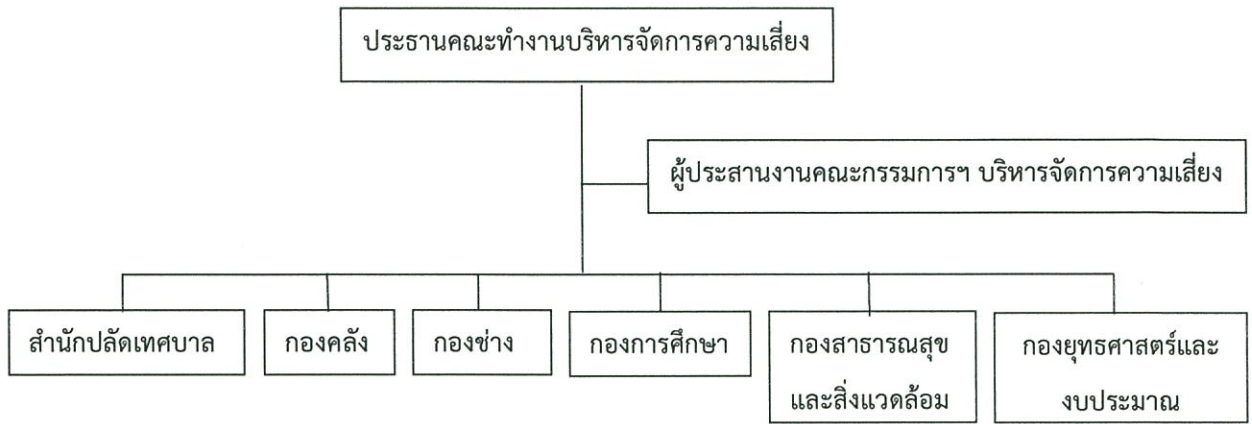 ประธานคณะทำงานบริหารจัดการความเสี่ยง
ผู้ประสานงานคณะกรรมการฯ บริหารจัดการความเสี่ยง
สำนักปลัดเทศบาล
กองคลัง
กองช่าง
กองการศึกษา
กองสาธารณสุข
และสิ่งแวดล้อม
กองยุทธศาสตร์และ
งบประมาณ